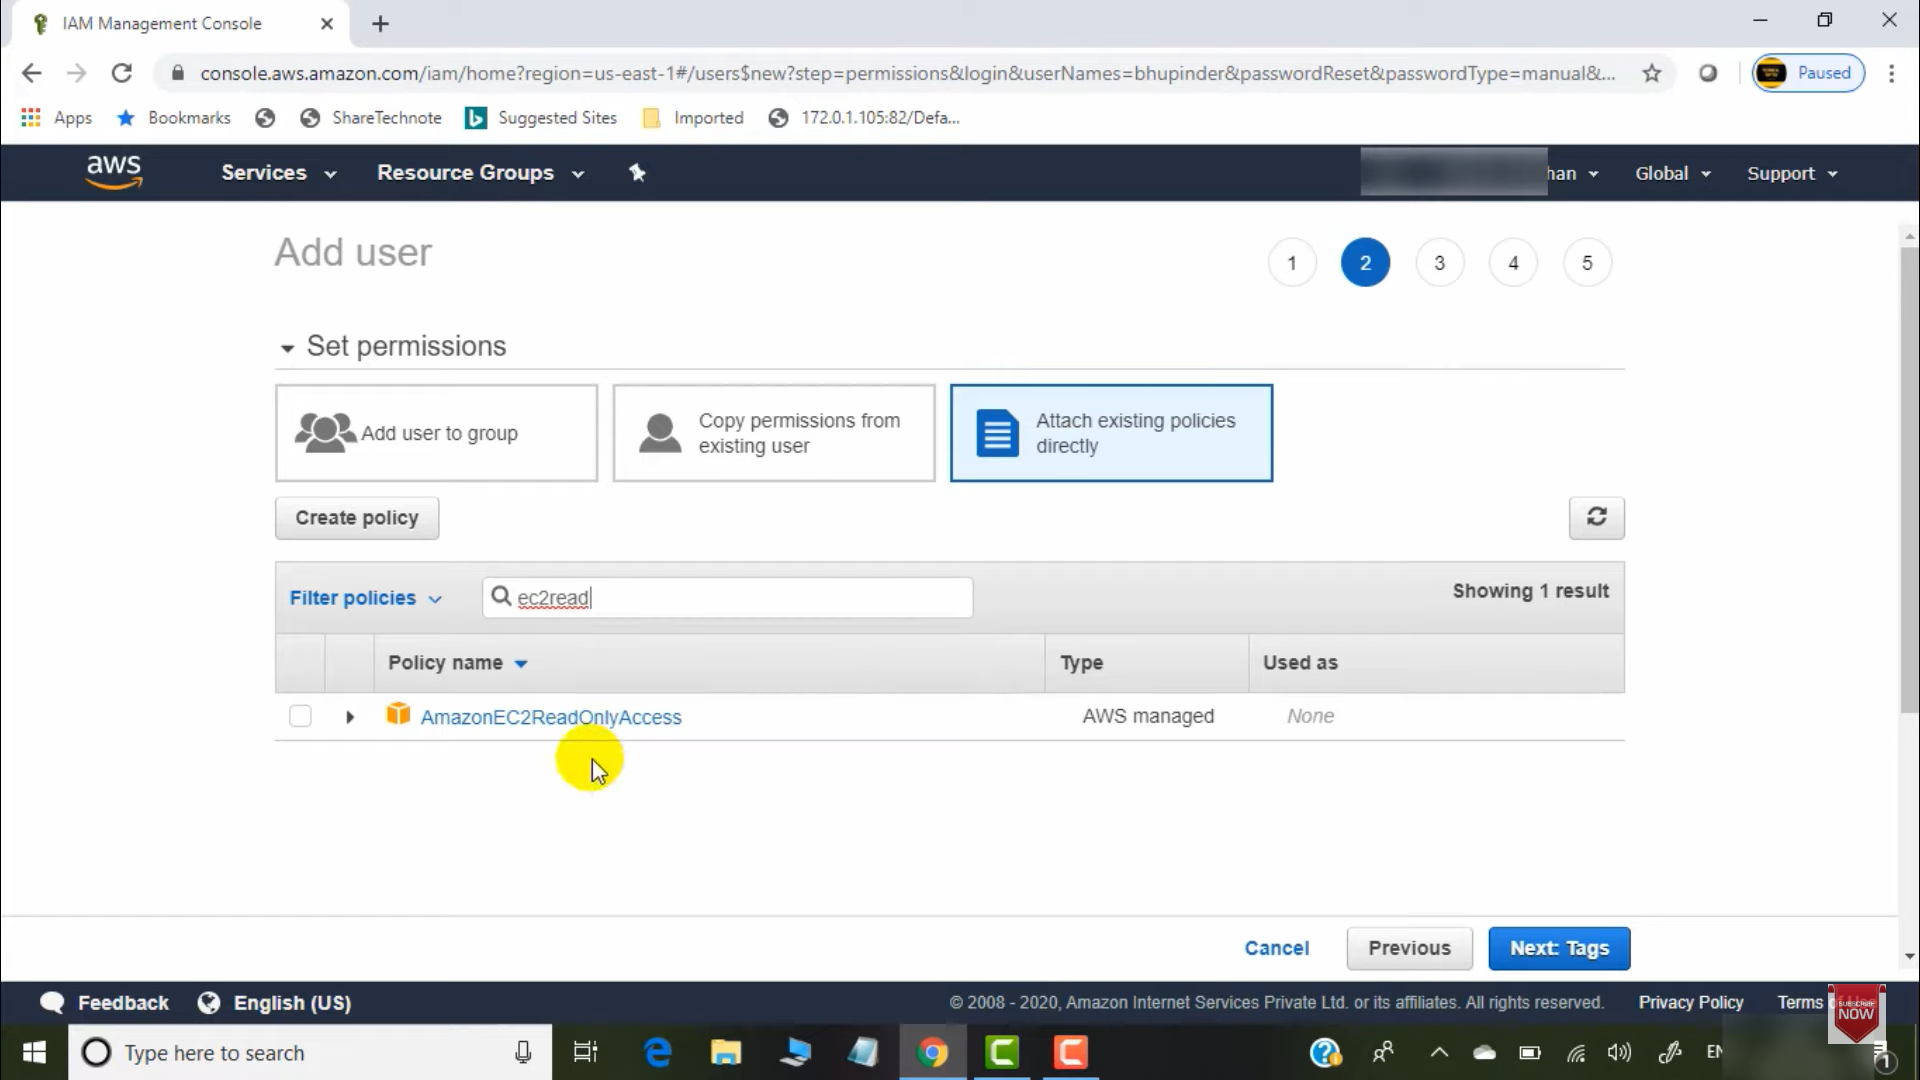 IAM Management Console
console.aws.amazon.com/iam/home?region=us-east-1#/users$new?step=permissions&login&userNames=bhupinder&passwordReset&passwordType=manual&...
Paused
Apps Bookmarks ShareTechnote Suggested Sites Imported 172.0.1.105:82/Defa...
aws Services Resource Groups han Global Support
Add user
1 2 3 4 5
Set permissions
Add user to group
Copy permissions from
existing user
Attach existing policies
directly
Create policy
Filter policies ec2read Showing 1 result
Policy name Type Used as
AmazonEC2ReadOnlyAccess AWS managed None
Cancel Previous Next: Tags
Feedback English (US) © 2008 - 2020, Amazon Internet Services Private Ltd. or its affiliates. All rights reserved. Privacy Policy Terms
SUBSCRIBE
NOW
Type here to search
EN
1